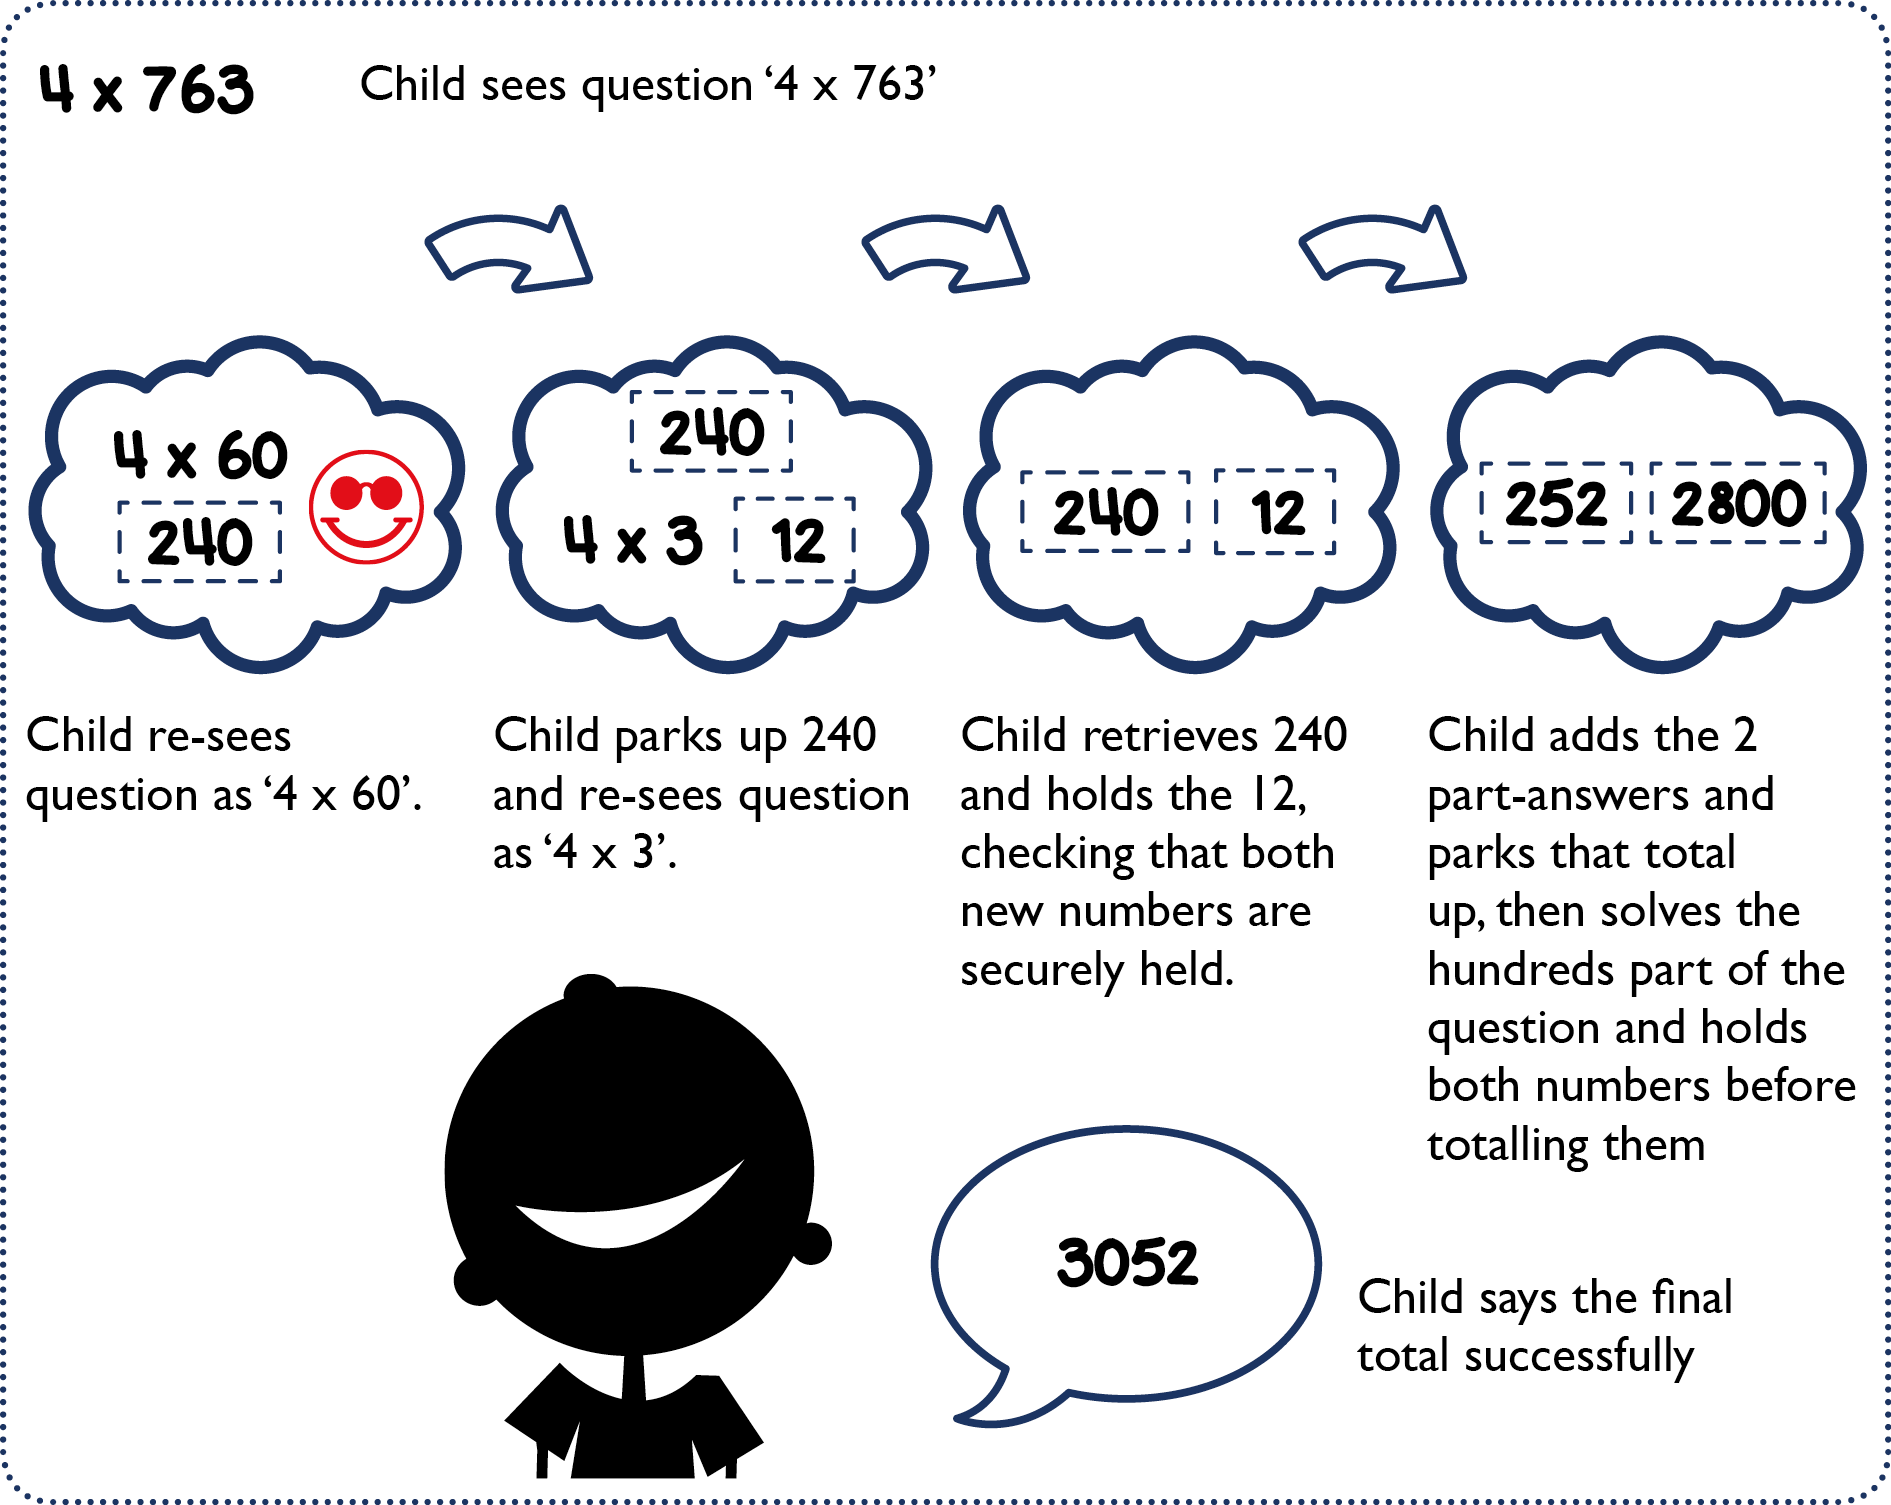 4 x 763
Child sees question ‘4 x 763’
4 x 60
240
240
4 x 3 12
240 12
252 2800
Child re-sees
question as ‘4 x 60’.
Child parks up 240
and re-sees question
as ‘4 x 3’.
Child retrieves 240
and holds the 12,
checking that both
new numbers are
securely held.
Child adds the 2
part-answers and
parks that total
up, then solves the
hundreds part of the
question and holds
both numbers before
totalling them
3052
Child says the final
total successfully